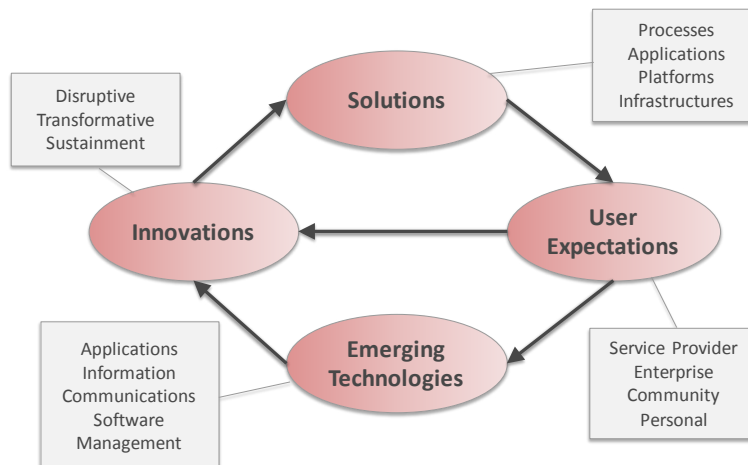 Processes
Applications
Platforms
Infrastructures
Solutions
Disruptive
Transformative
Sustainment
Innovations
User
Expectations
Applications
Information
Communications
Software
Management
Emerging
Technologies
Service Provider
Enterprise
Community
Personal